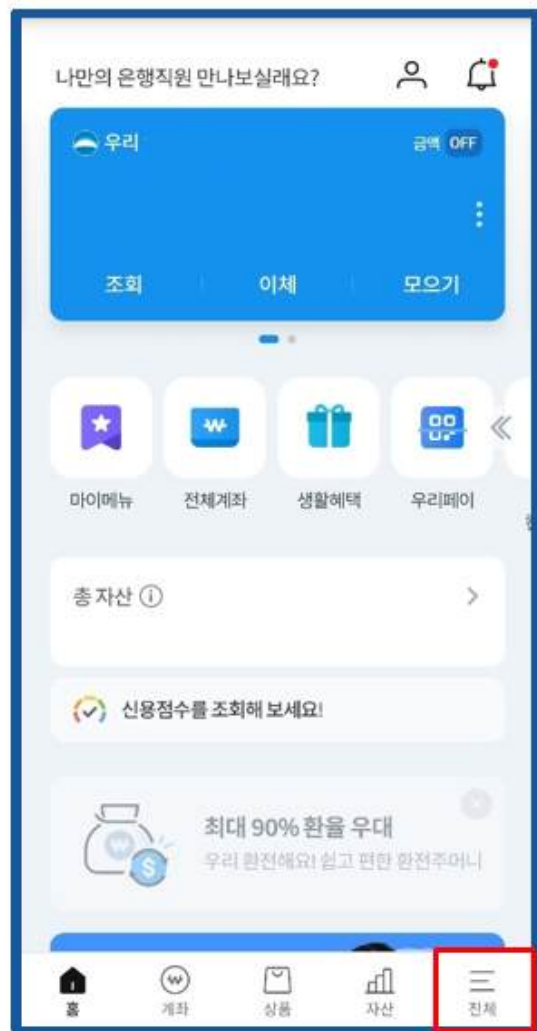 나만의 은행직원 만나보실래요?
우리
금액 OFF
조회
이체
모으기
마이메뉴
전체계좌
생활혜택
우리페이
총 자산
신용점수를 조회해 보세요!
최대 90% 환율 우대
우리 환전해요! 쉽고 편한 환전주머니
홈
계좌
상품
자산
전체